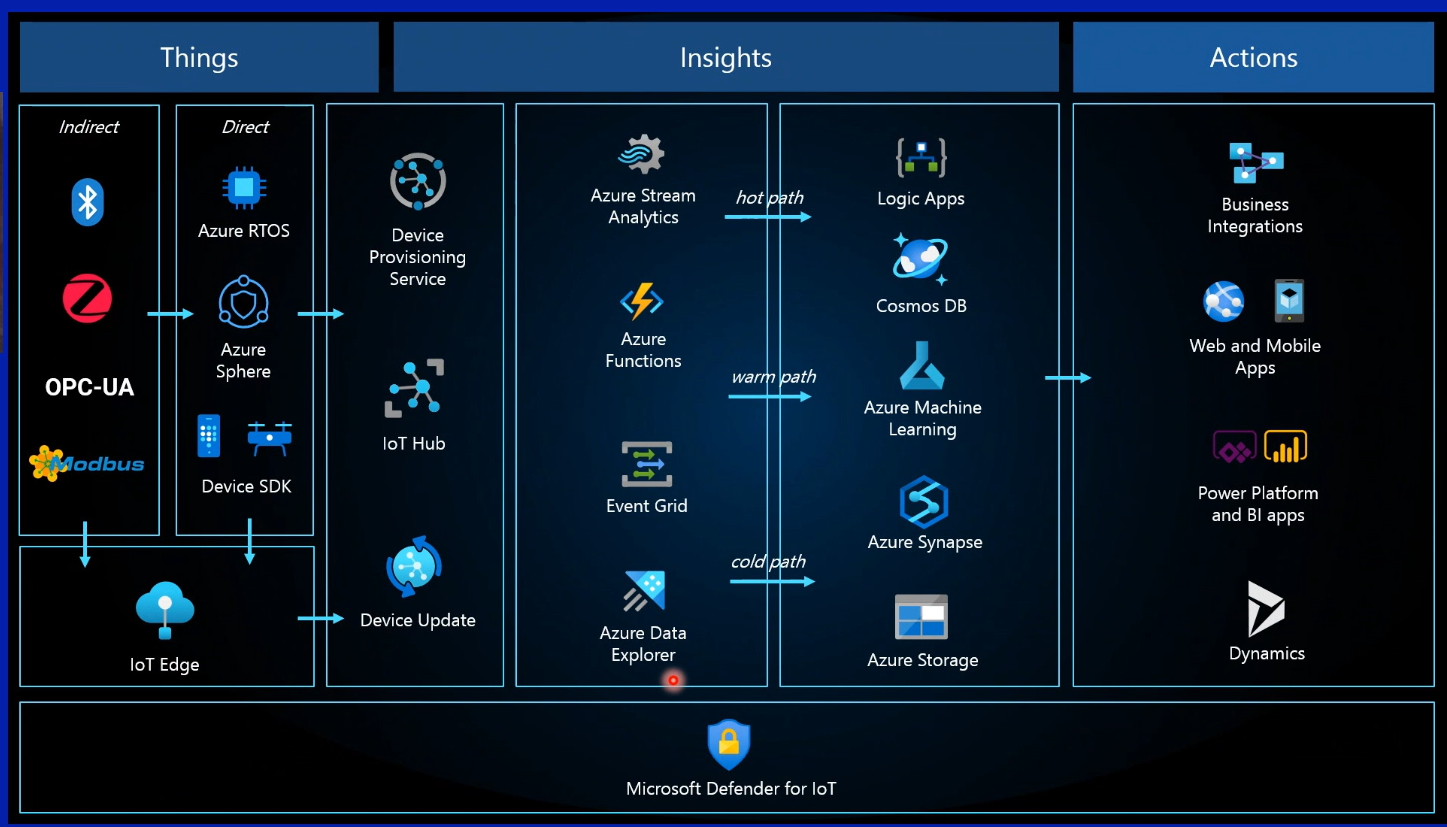 Things
Insights
Actions
Indirect
OPC-UA
Modbus
Direct
Azure RTOS
Azure
Sphere
Device SDK
IoT Edge
Device
Provisioning
Service
IoT Hub
Device Update
Azure Stream
Analytics
Azure
Functions
Event Grid
Azure Data
Explorer
hot path
warm path
cold path
Logic Apps
Cosmos DB
Azure Machine
Learning
Azure Synapse
Azure Storage
Business
Integrations
Web and Mobile
Apps
Power Platform
and BI apps
Dynamics
Microsoft Defender for IoT